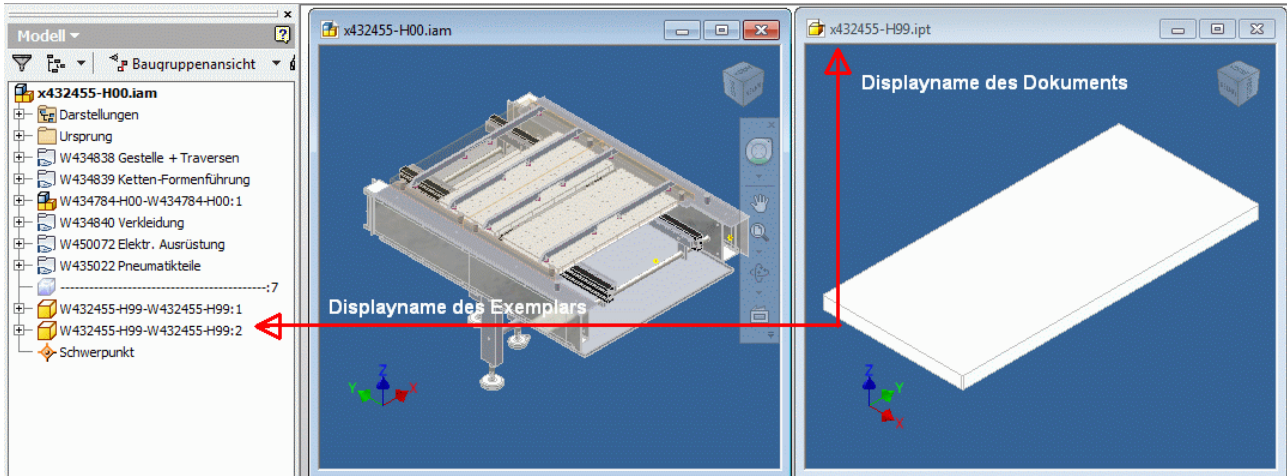 Modell
Baugruppenansicht
x432455-H00.iam
Darstellungen
Ursprung
W434838 Gestelle + Traversen
W434839 Ketten-Formenführung
W434784-H00-W434784-H00:1
W434840 Verkleidung
W450072 Elektr. Ausrüstung
W435022 Pneumatikteile
------------------------------------------:7
W432455-H99-W432455-H99:1
W432455-H99-W432455-H99:2
Schwerpunkt
x432455-H00.iam
Displayname des Exemplars
Z
Y
X
x432455-H99.ipt
Displayname des Dokuments
Z
Y
X